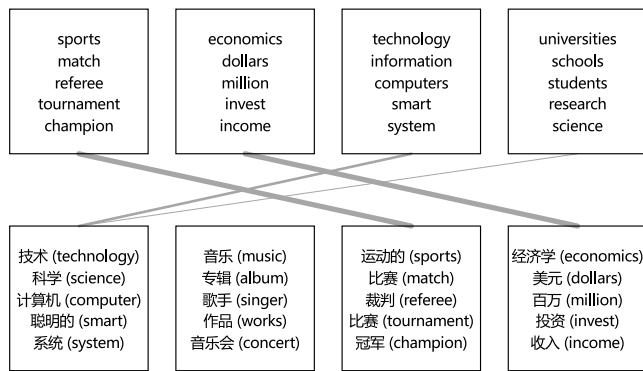 sports
match
referee
tournament
champion
economics
dollars
million
invest
income
technology
information
computers
smart
system
universities
schools
students
research
science
技术 (technology)
科学 (science)
计算机 (computer)
聪明的 (smart)
系统 (system)
音乐 (music)
专辑 (album)
歌手 (singer)
作品 (works)
音乐会 (concert)
运动的 (sports)
比赛 (match)
裁判 (referee)
比赛 (tournament)
冠军 (champion)
经济学 (economics)
美元 (dollars)
百万 (million)
投资 (invest)
收入 (income)